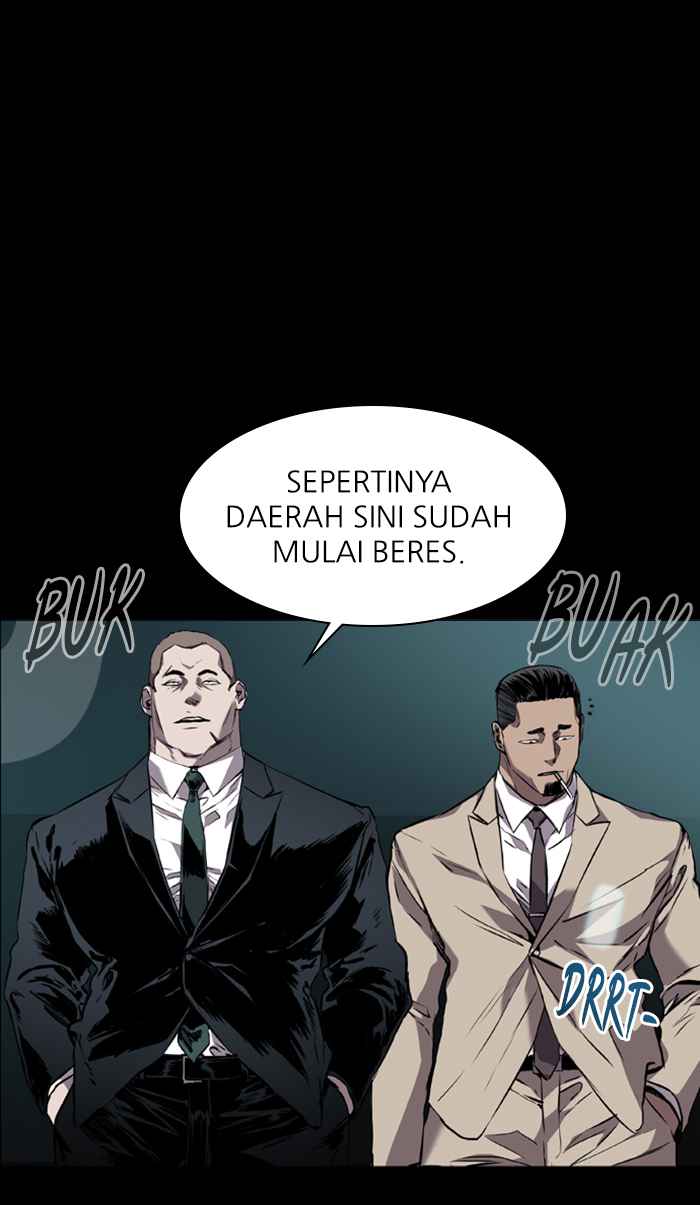 SEPERTINYA
DAERAH SINI SUDAH
MULAI BERES.
BUK
BUAK
DRRT-